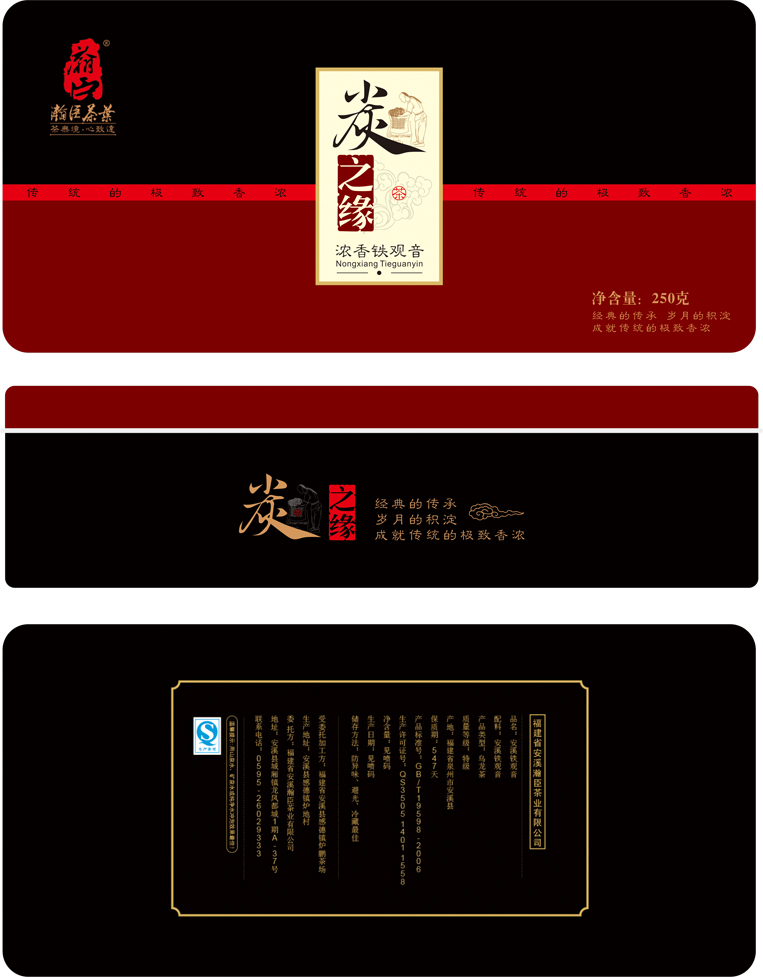 瀚臣茶葉
茶無境·心致遠
传统的极致香浓
炭
之缘
茶
浓香铁观音
Nongxiang Tieguanyin
传统的极致香浓
净含量：250克
经典的传承 岁月的积淀
成就传统的极致香浓
炭
之缘
经典的传承
岁月的积淀
成就传统的极致香浓
福建省安溪瀚臣茶业有限公司
品名：安溪铁观音
配料：安溪铁观音
产品类型：乌龙茶
质量等级：特级
产地：福建省泉州市安溪县
保质期：547天
产品标准号：GB/T19598-2006
生产许可证号：QS3505 1401 1558
净含量：见喷码
生产日期：见喷码
储存方法：防异味、避光、冷藏最佳
受委托加工方：福建省安溪县感德镇炉鹏茶场
生产地址：安溪县感德镇炉地村
委托方：福建省安溪瀚臣茶业有限公司
地址：安溪县城厢镇龙凤都城1期A-37号
联系电话：0595-26029333